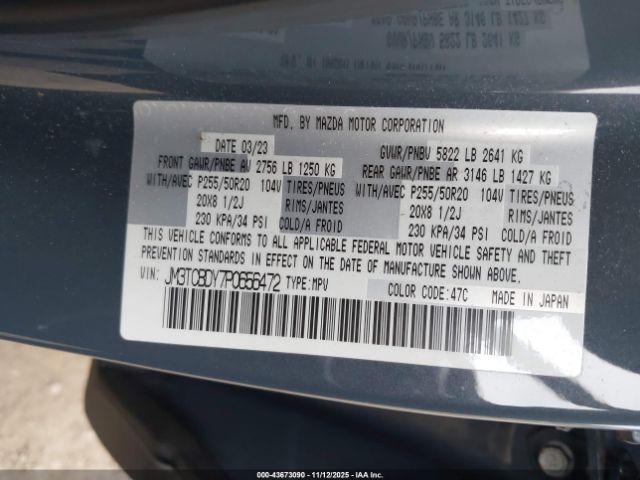 MFD. BY MAZDA MOTOR CORPORATION
DATE 03/23 GVWR/PNBV 5822 LB 2641 KG
FRONT GAWR/PNBE AV 2756 LB 1250 KG REAR GAWR/PNBE AR 3146 LB 1427 KG
WITH/AVEC P255/50R20 104V TIRES/PNEUS WITH/AVEC P255/50R20 104V TIRES/PNEUS
20X8 1/2J RIMS/JANTES 20X8 1/2J RIMS/JANTES
230 KPA/34 PSI COLD/A FROID 230 KPA/34 PSI COLD/A FROID
THIS VEHICLE CONFORMS TO ALL APPLICABLE FEDERAL MOTOR VEHICLE SAFETY AND THEFT
PREVENTION STANDARDS IN EFFECT ON THE DATE OF MANUFACTURE SHOWN ABOVE.
VIN: JM3TCBDY7P0656472 TYPE:MPV COLOR CODE:47C MADE IN JAPAN
43673090 - 11/12/2025 - IAAI.COM